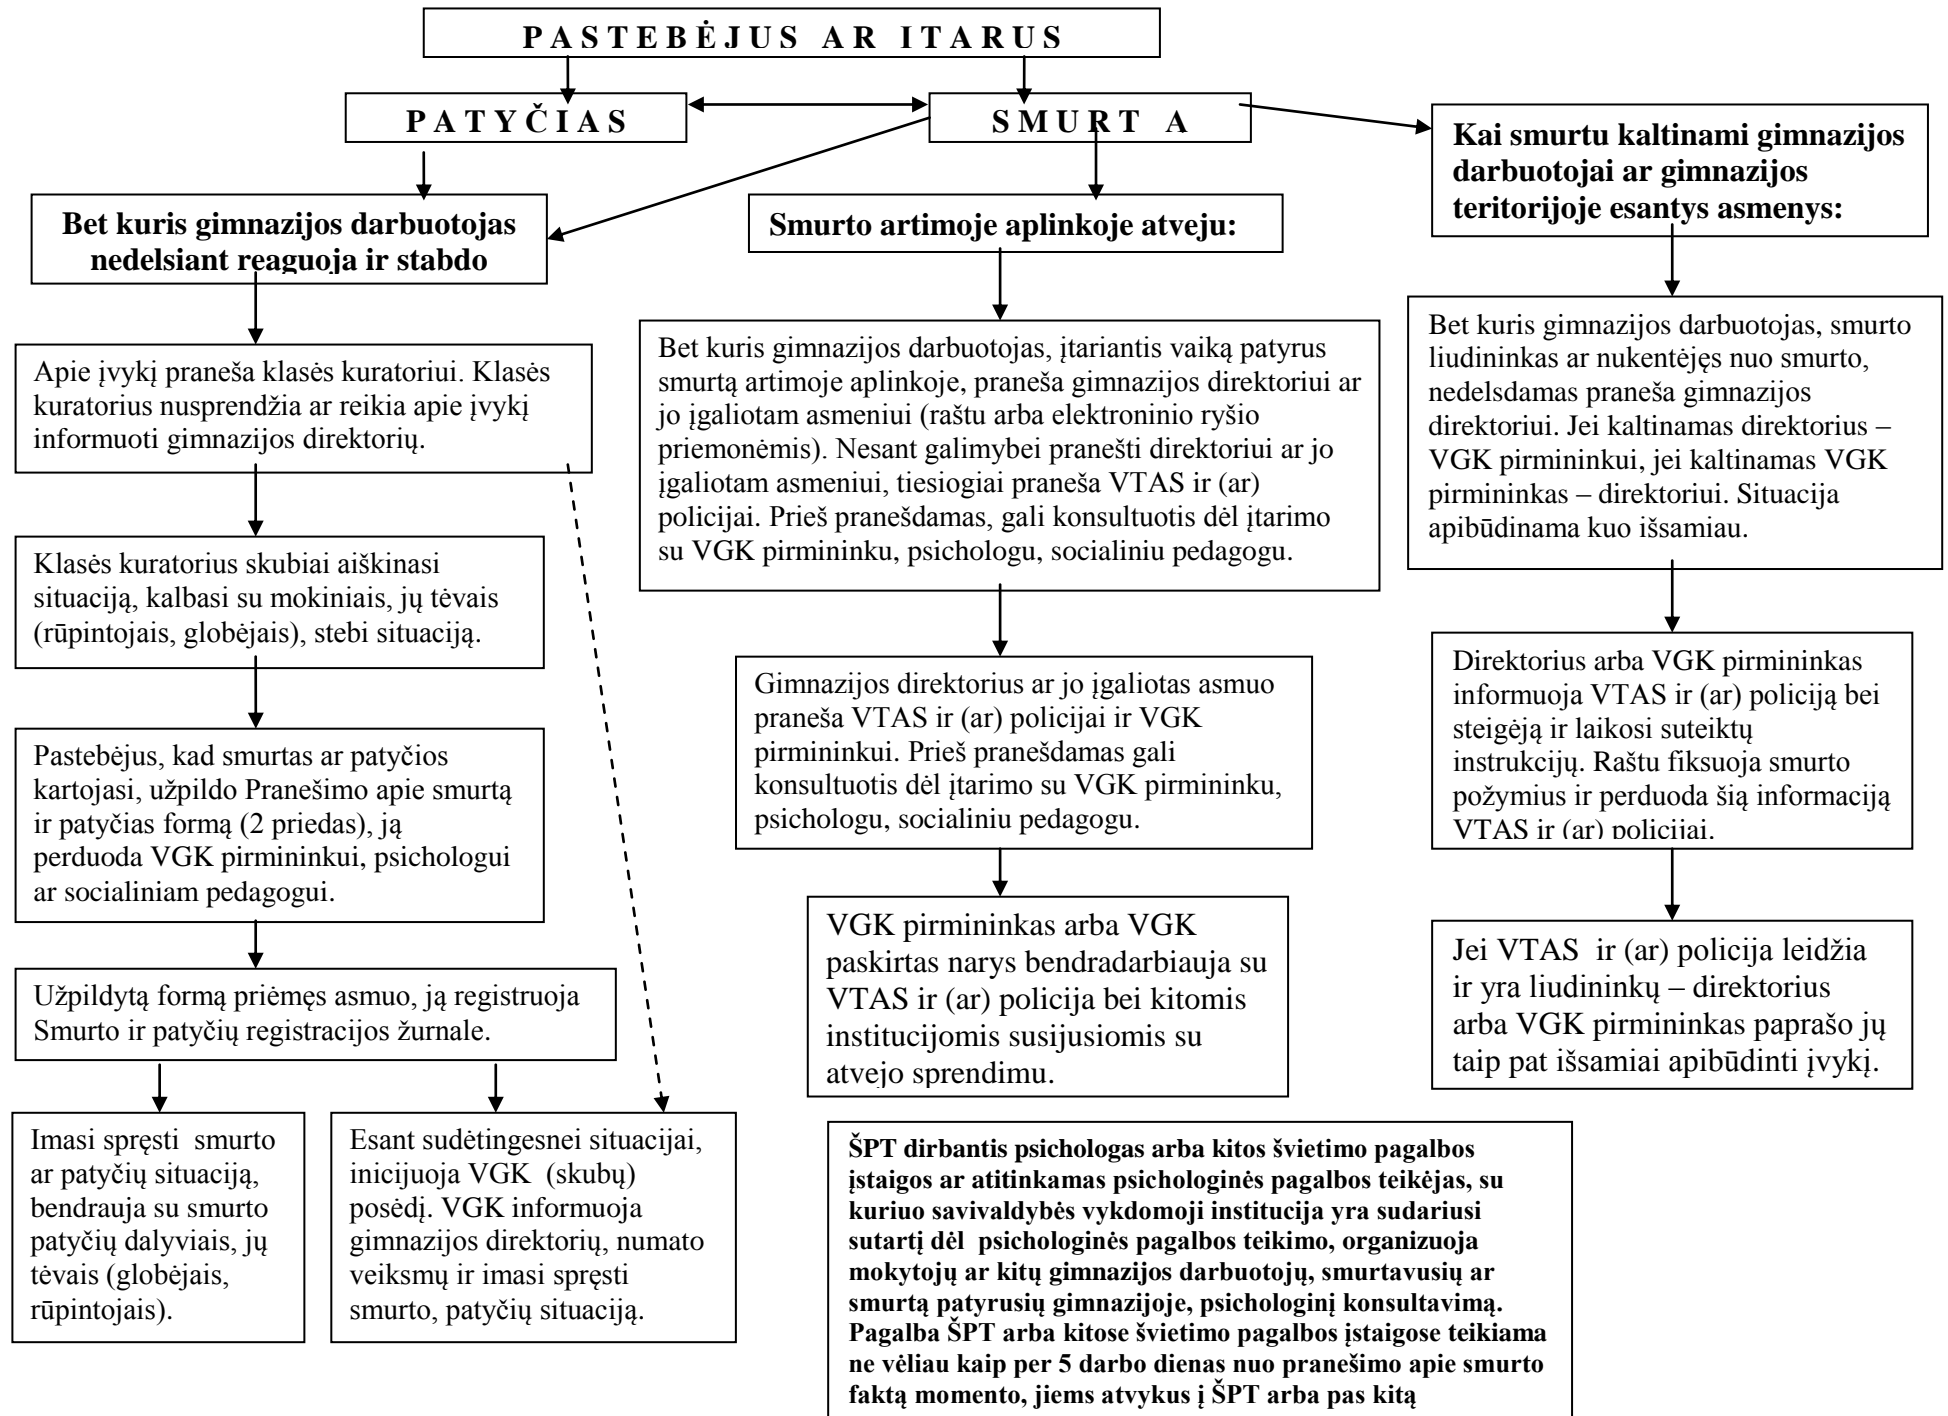 PASTEBĖJUS AR ITARUS
PATYČIAS
SMURT A
Kai smurtu kaltinami gimnazijos
darbuotojai ar gimnazijos
teritorijoje esantys asmenys:
Bet kuris gimnazijos darbuotojas
nedelsiant reaguoja ir stabdo
Smurto artimoje aplinkoje atveju:
Apie įvykį praneša klasės kuratoriui. Klasės
kuratorius nusprendžia ar reikia apie įvykį
informuoti gimnazijos direktorių.
Klasės kuratorius skubiai aiškinasi
situaciją, kalbasi su mokiniais, jų tėvais
(rūpintojais, globėjais), stebi situaciją.
Pastebėjus, kad smurtas ar patyčios
kartojasi, užpildo Pranešimo apie smurtą
ir patyčias formą (2 priedas), ją
perduoda VGK pirmininkui, psichologui
ar socialiniam pedagogui.
Užpildytą formą priėmęs asmuo, ją registruoja
Smurto ir patyčių registracijos žurnale.
Imasi spręsti smurto
ar patyčių situaciją,
bendrauja su smurto
patyčių dalyviais, jų
tėvais (globėjais,
rūpintojais).
Esant sudėtingesnei situacijai,
inicijuoja VGK (skubų)
posėdį. VGK informuoja
gimnazijos direktorių, numato
veiksmų ir imasi spręsti
smurto, patyčių situaciją.
Bet kuris gimnazijos darbuotojas, įtariantis vaiką patyrus
smurtą artimoje aplinkoje, praneša gimnazijos direktoriui ar
jo įgaliotam asmeniui (raštu arba elektroninio ryšio
priemonėmis). Nesant galimybei pranešti direktoriui ar jo
įgaliotam asmeniui, tiesiogiai praneša VTAS ir (ar)
policijai. Prieš pranešdamas, gali konsultuotis dėl įtarimo
su VGK pirmininku, psichologu, socialiniu pedagogu.
Gimnazijos direktorius ar jo įgaliotas asmuo
praneša VTAS ir (ar) policijai ir VGK
pirmininkui. Prieš pranešdamas gali
konsultuotis dėl įtarimo su VGK pirmininku,
psichologu, socialiniu pedagogu.
VGK pirmininkas arba VGK
paskirtas narys bendradarbiauja su
VTAS ir (ar) policija bei kitomis
institucijomis susijusiomis su
atvejo sprendimu.
Bet kuris gimnazijos darbuotojas, smurto
liudininkas ar nukentėjęs nuo smurto,
nedelsdamas praneša gimnazijos
direktoriui. Jei kaltinamas direktorius –
VGK pirmininkui, jei kaltinamas VGK
pirmininkas – direktoriui. Situacija
apibūdinama kuo išsamiau.
Direktorius arba VGK pirmininkas
informuoja VTAS ir (ar) policiją bei
steigėją ir laikosi suteiktų
instrukcijų. Raštu fiksuoja smurto
požymius ir perduoda šią informaciją
VTAS ir (ar) policijai.
Jei VTAS ir (ar) policija leidžia
ir yra liudininkų – direktorius
arba VGK pirmininkas paprašo jų
taip pat išsamiai apibūdinti įvykį.
ŠPT dirbantis psichologas arba kitos švietimo pagalbos
įstaigos ar atitinkamas psichologinės pagalbos teikėjas, su
kuriuo savivaldybės vykdomoji institucija yra sudariusi
sutartį dėl psichologinės pagalbos teikimo, organizuoja
mokytojų ar kitų gimnazijos darbuotojų, smurtavusių ar
smurtą patyrusių gimnazijoje, psichologinį konsultavimą.
Pagalba ŠPT arba kitose švietimo pagalbos įstaigose teikiama
ne vėliau kaip per 5 darbo dienas nuo pranešimo apie smurto
faktą momento, jiems atvykus į ŠPT arba pas kitą